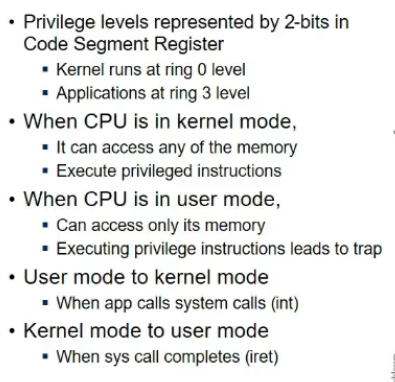 • Privilege levels represented by 2-bits in
Code Segment Register
▪ Kernel runs at ring 0 level
▪ Applications at ring 3 level
• When CPU is in kernel mode,
▪ It can access any of the memory
▪ Execute privileged instructions
• When CPU is in user mode,
▪ Can access only its memory
▪ Executing privilege instructions leads to trap
• User mode to kernel mode
▪ When app calls system calls (int)
• Kernel mode to user mode
▪ When sys call completes (iret)